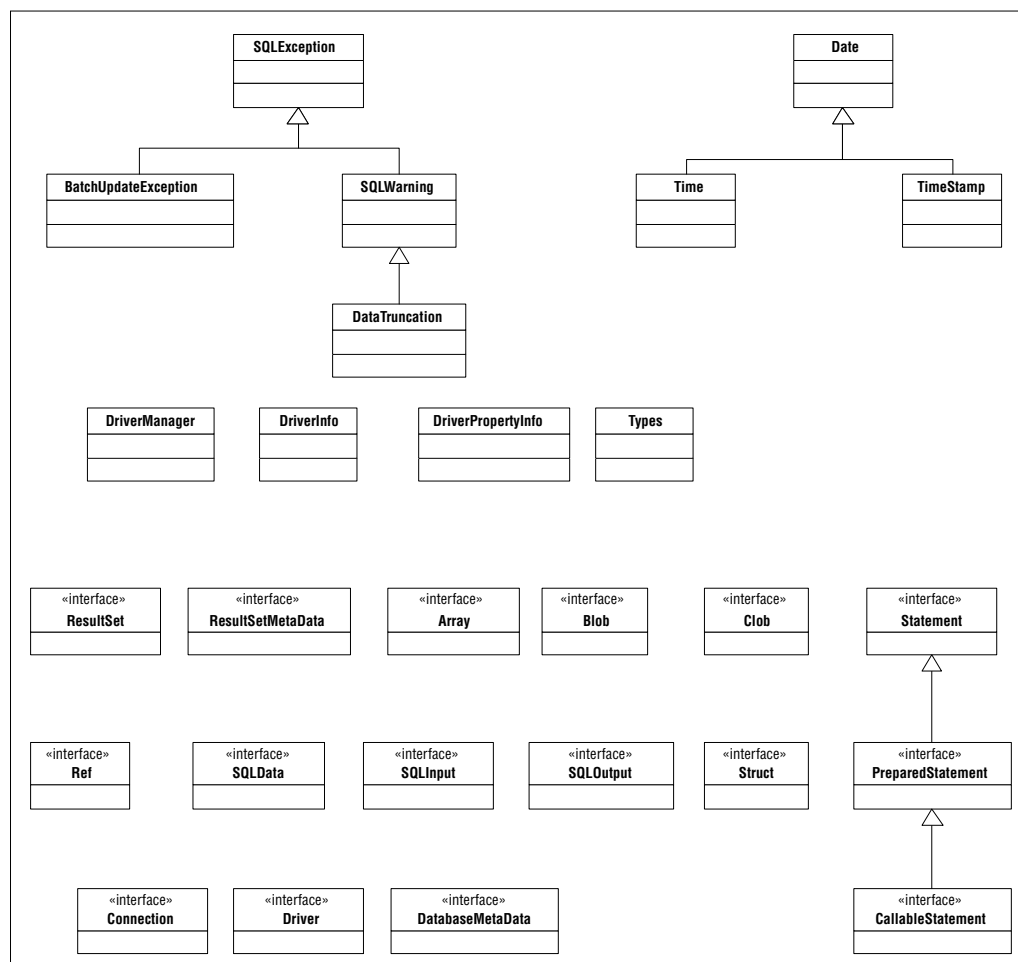 SQLException
Date
BatchUpdateException
SQLWarning
Time
TimeStamp
DataTruncation
DriverManager
DriverInfo
DriverPropertyInfo
Types
«interface»
ResultSet
«interface»
ResultSetMetaData
«interface»
Array
«interface»
Blob
«interface»
Clob
«interface»
Statement
«interface»
Ref
«interface»
SQLData
«interface»
SQLInput
«interface»
SQLOutput
«interface»
Struct
«interface»
PreparedStatement
«interface»
Connection
«interface»
Driver
«interface»
DatabaseMetaData
«interface»
CallableStatement